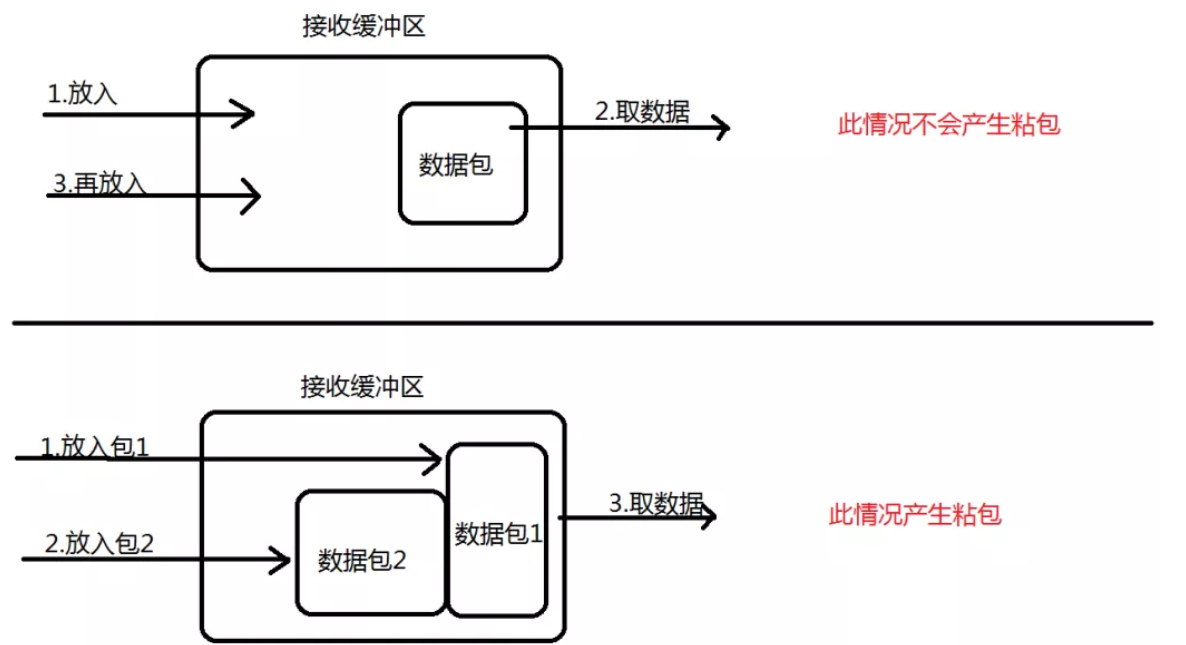 接收缓冲区
1.放入
2.取数据
此情况不会产生粘包
数据包
3.再放入
接收缓冲区
1.放入包1
3.取数据
此情况产生粘包
数据包1
2.放入包2
数据包2